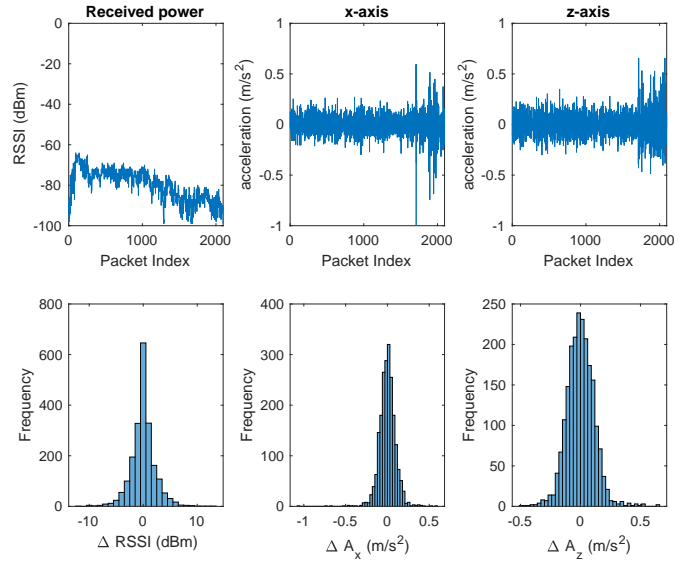 Received power
x-axis
z-axis
0
-20
-40
-60
-80
-100
RSSI (dBm)
0 1000 2000
Packet Index
1
0.5
0
-0.5
-1
acceleration (m/s²)
0 1000 2000
Packet Index
1
0.5
0
-0.5
-1
acceleration (m/s²)
0 1000 2000
Packet Index
800
600
400
200
0
Frequency
-10 0 10
Δ RSSI (dBm)
400
300
200
100
0
Frequency
-1 -0.5 0 0.5
Δ Aₓ (m/s²)
250
200
150
100
50
0
Frequency
-0.5 0 0.5
Δ A_z (m/s²)